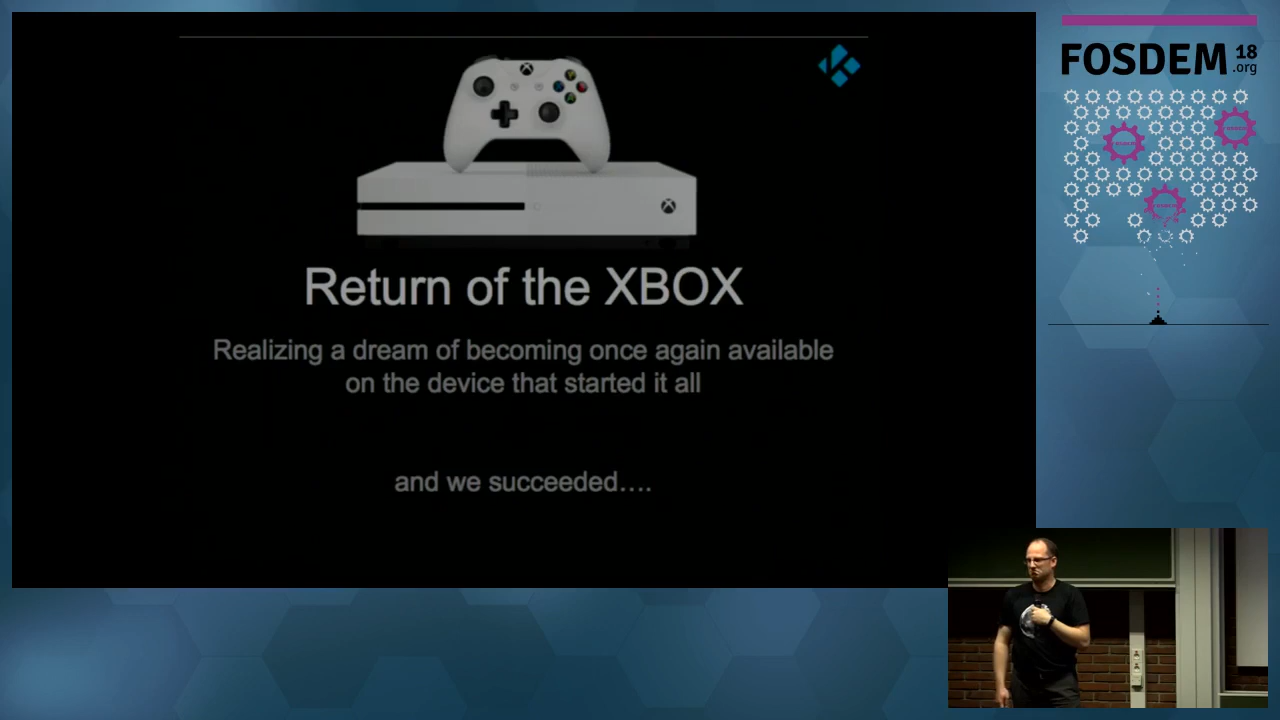 Return of the XBOX
Realizing a dream of becoming once again available
on the device that started it all
and we succeeded....
FOSDEM 18
.org